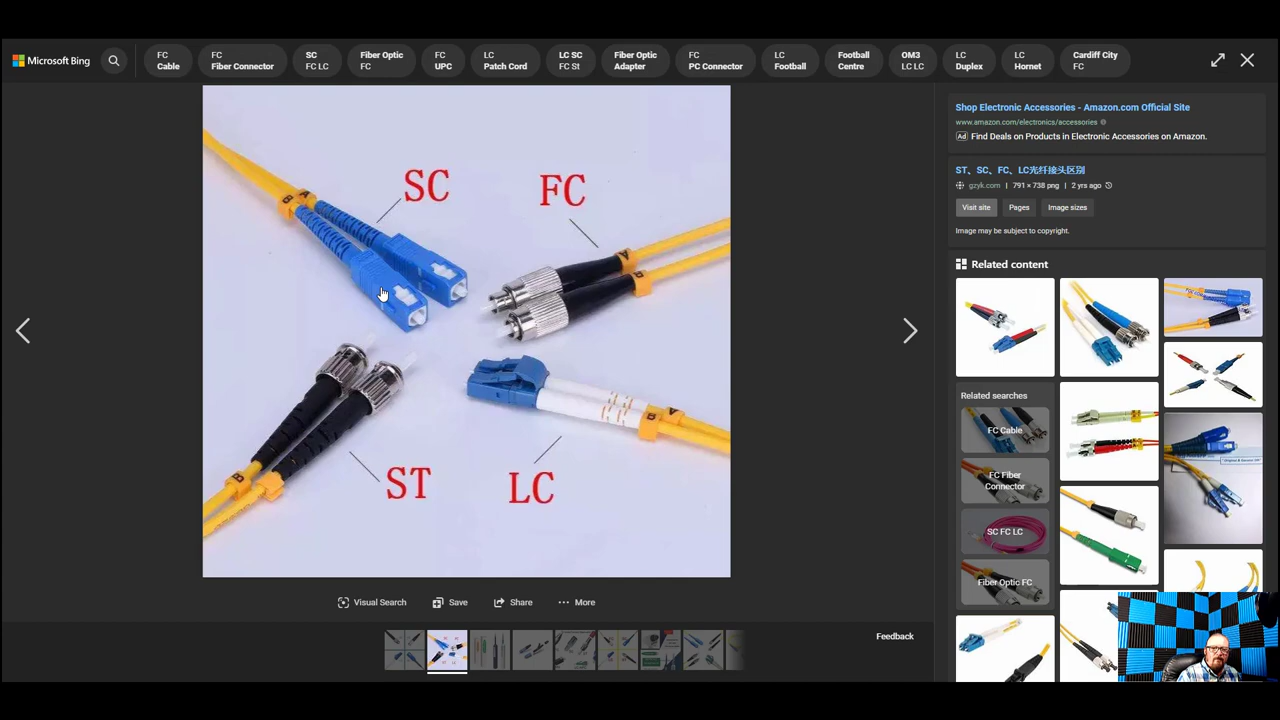 Microsoft Bing
FC
Cable
FC
Fiber Connector
SC
FC LC
Fiber Optic
FC
FC
UPC
LC
Patch Cord
LC SC
FC St
Fiber Optic
Adapter
FC
PC Connector
LC
Football
Football
Centre
OM3
LC LC
LC
Duplex
LC
Hornet
Cardiff City
FC
SC
FC
ST
LC
B
A
A
B
B
A
Visual Search
Save
Share
More
Feedback
Shop Electronic Accessories - Amazon.com Official Site
www.amazon.com/electronics/accessories
Ad Find Deals on Products in Electronic Accessories on Amazon.
ST、SC、FC、LC光纤接头区别
gzyk.com | 791 × 738 png | 2 yrs ago
Visit site
Pages
Image sizes
Image may be subject to copyright.
Related content
Related searches
FC Cable
FC Fiber
Connector
SC FC LC
Fiber Optic FC